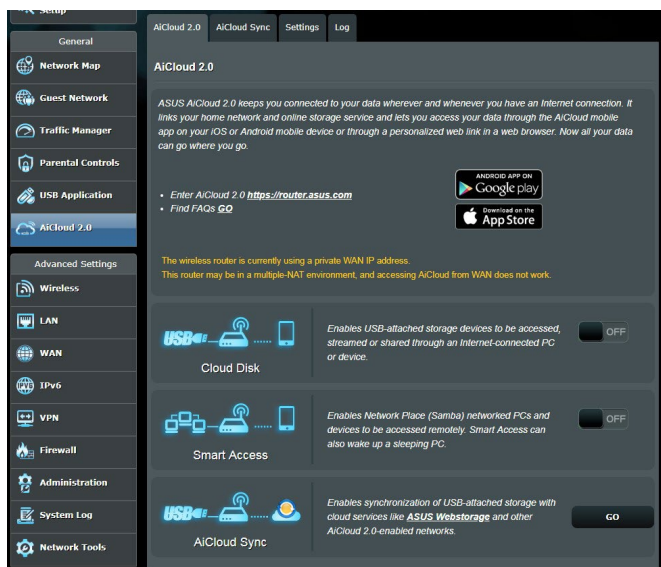 Setup
General
Network Map
Guest Network
Traffic Manager
Parental Controls
USB Application
AiCloud 2.0
Advanced Settings
Wireless
LAN
WAN
IPv6
VPN
Firewall
Administration
System Log
Network Tools
AiCloud 2.0 AiCloud Sync Settings Log
AiCloud 2.0
ASUS AiCloud 2.0 keeps you connected to your data wherever and whenever you have an Internet connection. It
links your home network and online storage service and lets you access your data through the AiCloud mobile
app on your iOS or Android mobile device or through a personalized web link in a web browser. Now all your data
can go where you go.
• Enter AiCloud 2.0 https://router.asus.com
• Find FAQs GO
ANDROID APP ON
Google play
Download on the
App Store
The wireless router is currently using a private WAN IP address.
This router may be in a multiple-NAT environment, and accessing AiCloud from WAN does not work.
USB
Cloud Disk
Enables USB-attached storage devices to be accessed,
streamed or shared through an Internet-connected PC
or device.
OFF
Smart Access
Enables Network Place (Samba) networked PCs and
devices to be accessed remotely. Smart Access can
also wake up a sleeping PC.
OFF
USB
AiCloud Sync
Enables synchronization of USB-attached storage with
cloud services like ASUS Webstorage and other
AiCloud 2.0-enabled networks.
GO